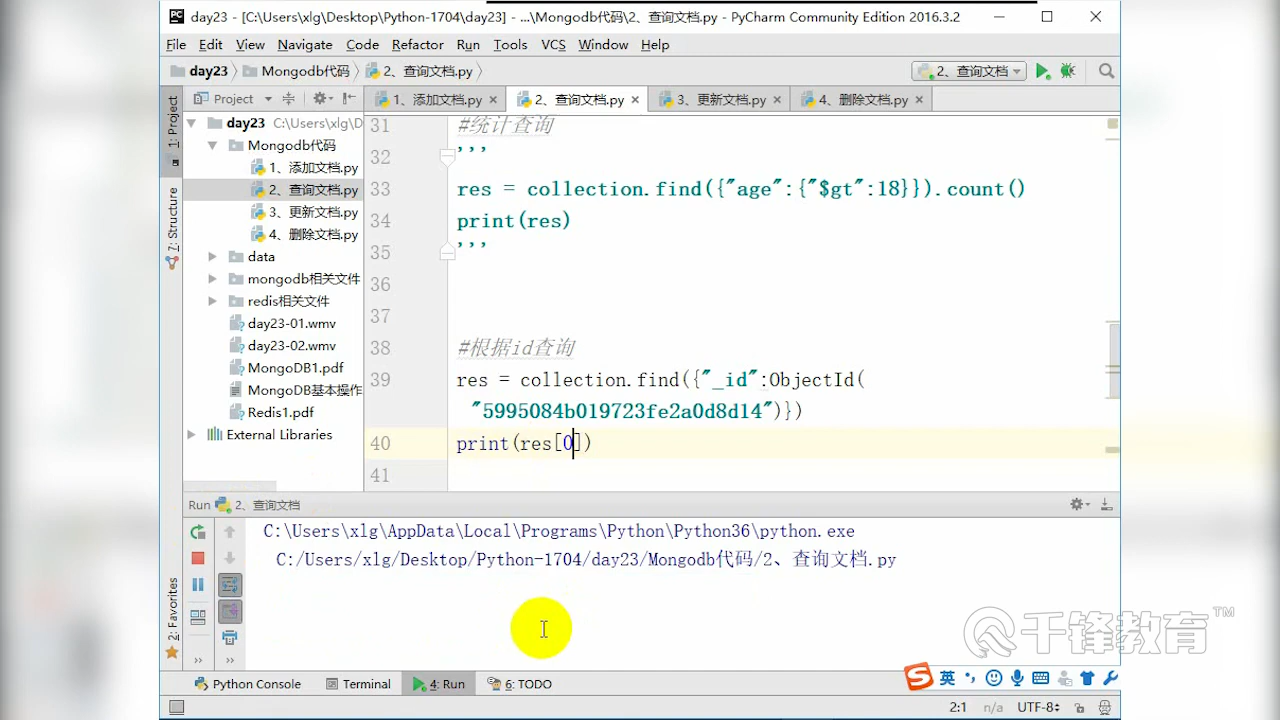 day23 - [C:\Users\xlg\Desktop\Python-1704\day23] - ...\Mongodb代码\2、查询文档.py - PyCharm Community Edition 2016.3.2
File Edit View Navigate Code Refactor Run Tools VCS Window Help
day23 Mongodb代码 2、查询文档.py
2、查询文档
Project
1、添加文档.py
2、查询文档.py
3、更新文档.py
4、删除文档.py
1: Project
7: Structure
2: Favorites
day23 C:\Users\xlg\D
Mongodb代码
1、添加文档.py
2、查询文档.py
3、更新文档.py
4、删除文档.py
data
mongodb相关文件
redis相关文件
day23-01.wmv
day23-02.wmv
MongoDB1.pdf
MongoDB基本操作
Redis1.pdf
External Libraries
31 #统计查询
32 '''
33 res = collection.find({"age":{"$gt":18}}).count()
34 print(res)
35 '''
36
37
38 #根据id查询
39 res = collection.find({"_id":ObjectId(
"5995084b019723fe2a0d8d14")})
40 print(res[0])
41
Run 2、查询文档
C:\Users\xlg\AppData\Local\Programs\Python\Python36\python.exe
C:/Users/xlg/Desktop/Python-1704/day23/Mongodb代码/2、查询文档.py
千锋教育™
英
Python Console Terminal 4: Run 6: TODO
2:1 n/a UTF-8